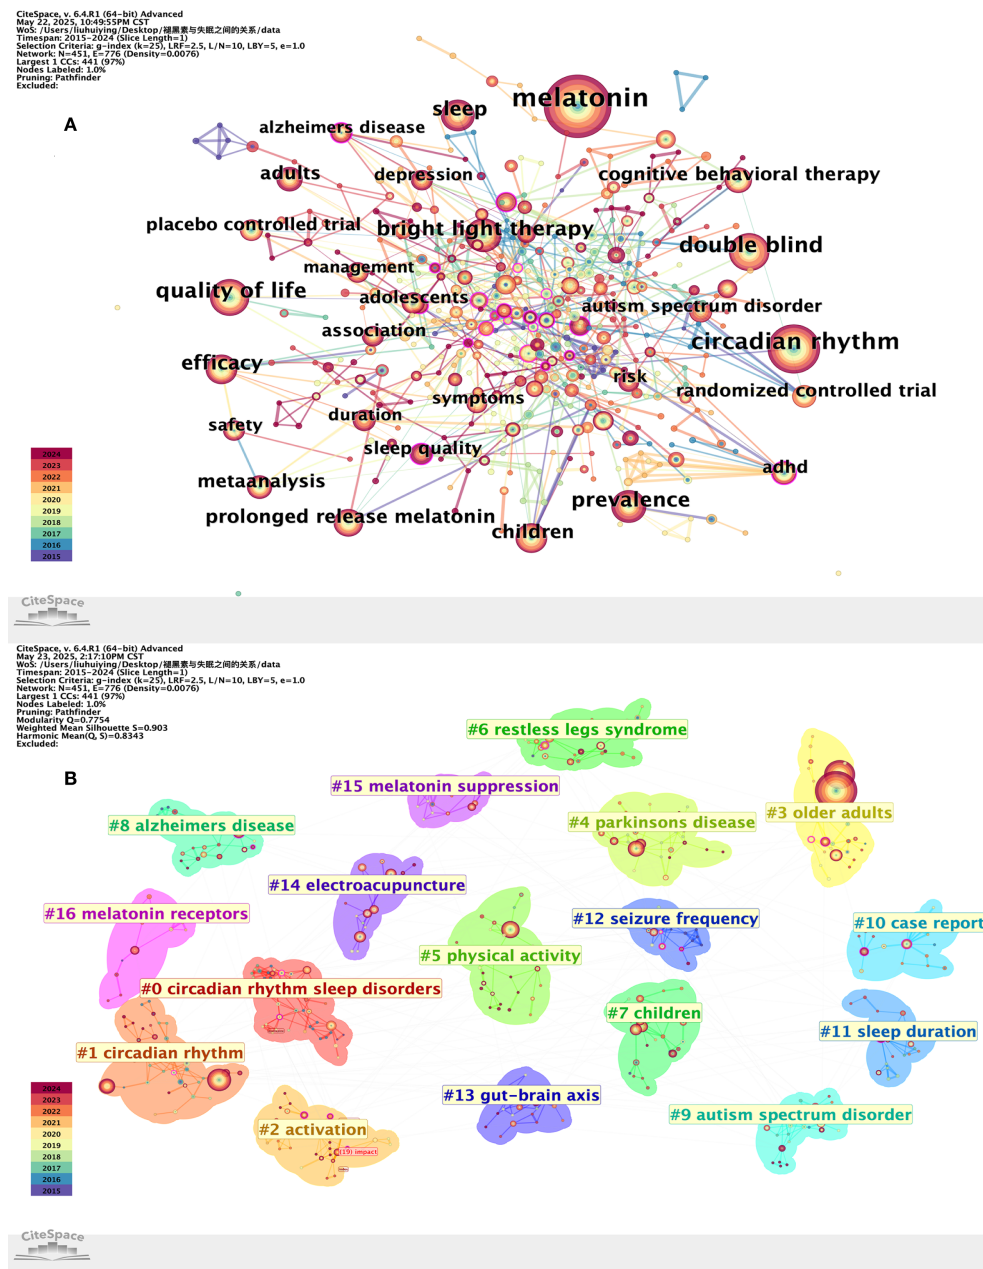 CiteSpace, v. 6.4.R1 (64-bit) Advanced
May 22, 2025, 10:49:55PM CST
WoS: /Users/liuhuiying/Desktop/褪黑素与失眠之间的关系/data
Timespan: 2015-2024 (Slice Length=1)
Selection Criteria: g-index (k=25), LRF=2.5, L/N=10, LBY=5, e=1.0
Network: N=451, E=776 (Density=0.0076)
Largest 1 CCs: 441 (97%)
Nodes Labeled: 1.0%
Pruning: Pathfinder
Excluded:
A
melatonin
sleep
alzheimers disease
adults
depression
cognitive behavioral therapy
placebo controlled trial
bright light therapy
double blind
management
quality of life
adolescents
autism spectrum disorder
association
circadian rhythm
efficacy
risk
randomized controlled trial
symptoms
duration
safety
sleep quality
adhd
metaanalysis
prevalence
prolonged release melatonin
children
2024
2023
2022
2021
2020
2019
2018
2017
2016
2015
CiteSpace
CiteSpace, v. 6.4.R1 (64-bit) Advanced
May 23, 2025, 2:17:10PM CST
WoS: /Users/liuhuiying/Desktop/褪黑素与失眠之间的关系/data
Timespan: 2015-2024 (Slice Length=1)
Selection Criteria: g-index (k=25), LRF=2.5, L/N=10, LBY=5, e=1.0
Network: N=451, E=776 (Density=0.0076)
Largest 1 CCs: 441 (97%)
Nodes Labeled: 1.0%
Pruning: Pathfinder
Modularity Q=0.7754
Weighted Mean Silhouette S=0.903
Harmonic Mean(Q, S)=0.8343
Excluded:
B
#6 restless legs syndrome
#15 melatonin suppression
#3 older adults
#8 alzheimers disease
#4 parkinsons disease
#14 electroacupuncture
#16 melatonin receptors
#12 seizure frequency
#10 case report
#5 physical activity
#0 circadian rhythm sleep disorders
#7 children
#11 sleep duration
#1 circadian rhythm
#13 gut-brain axis
#9 autism spectrum disorder
#2 activation
(19) impact
2024
2023
2022
2021
2020
2019
2018
2017
2016
2015
CiteSpace